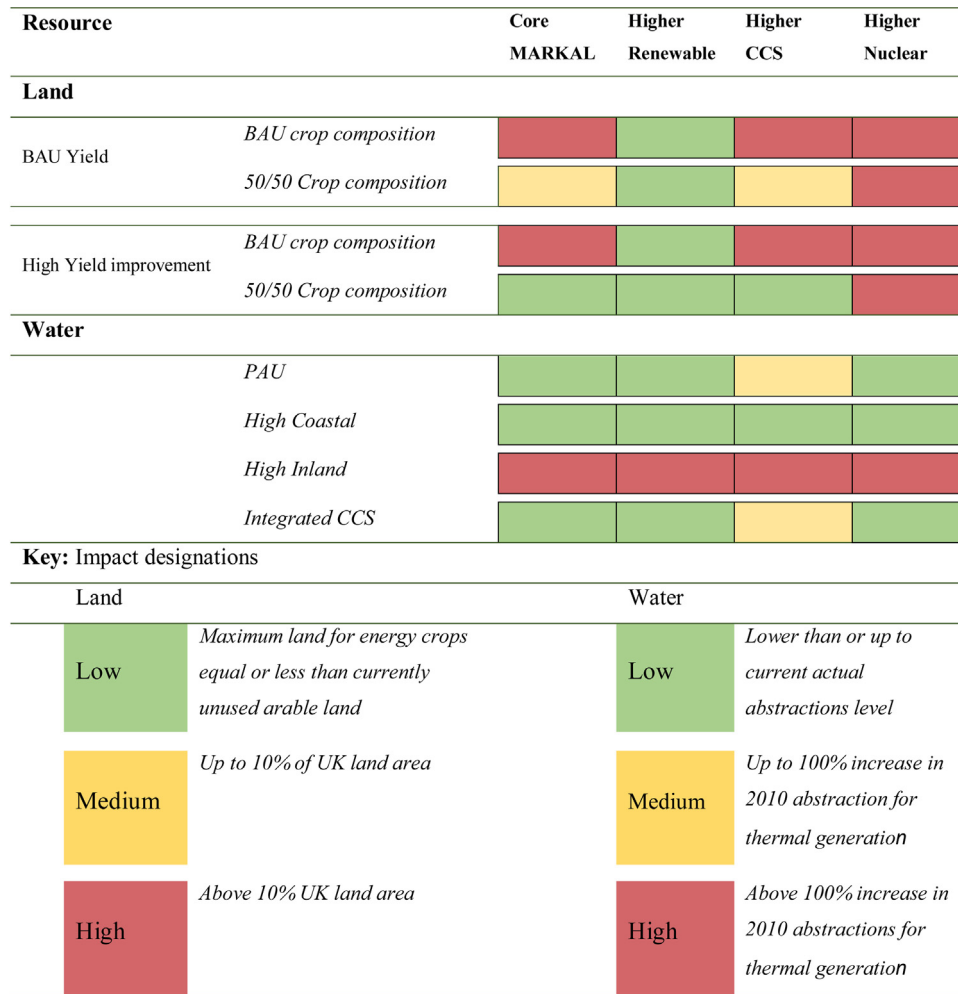 Resource Core Higher Higher Higher
MARKAL Renewable CCS Nuclear
Land
BAU crop composition
BAU Yield
50/50 Crop composition
BAU crop composition
High Yield improvement
50/50 Crop composition
Water
PAU
High Coastal
High Inland
Integrated CCS
Key: Impact designations
Land Water
Low
Maximum land for energy crops
equal or less than currently
unused arable land
Low
Lower than or up to
current actual
abstractions level
Medium
Up to 10% of UK land area
Medium
Up to 100% increase in
2010 abstraction for
thermal generation
High
Above 10% UK land area
High
Above 100% increase in
2010 abstractions for
thermal generation